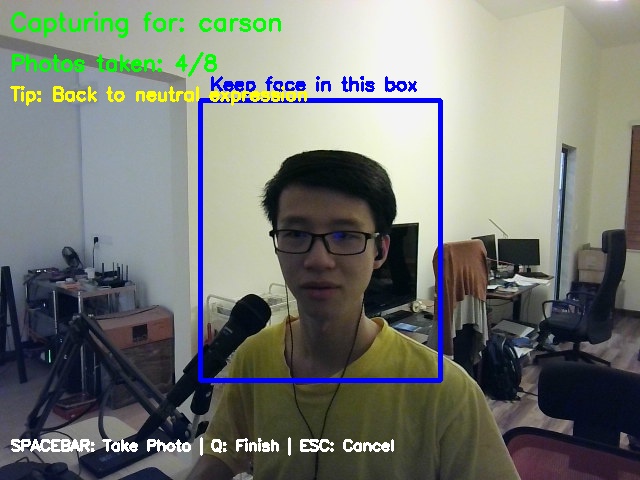 Capturing for: carson
Photos taken: 4/8
Keep face in this box
Tip: Back to neutral expression
SPACEBAR: Take Photo | Q: Finish | ESC: Cancel